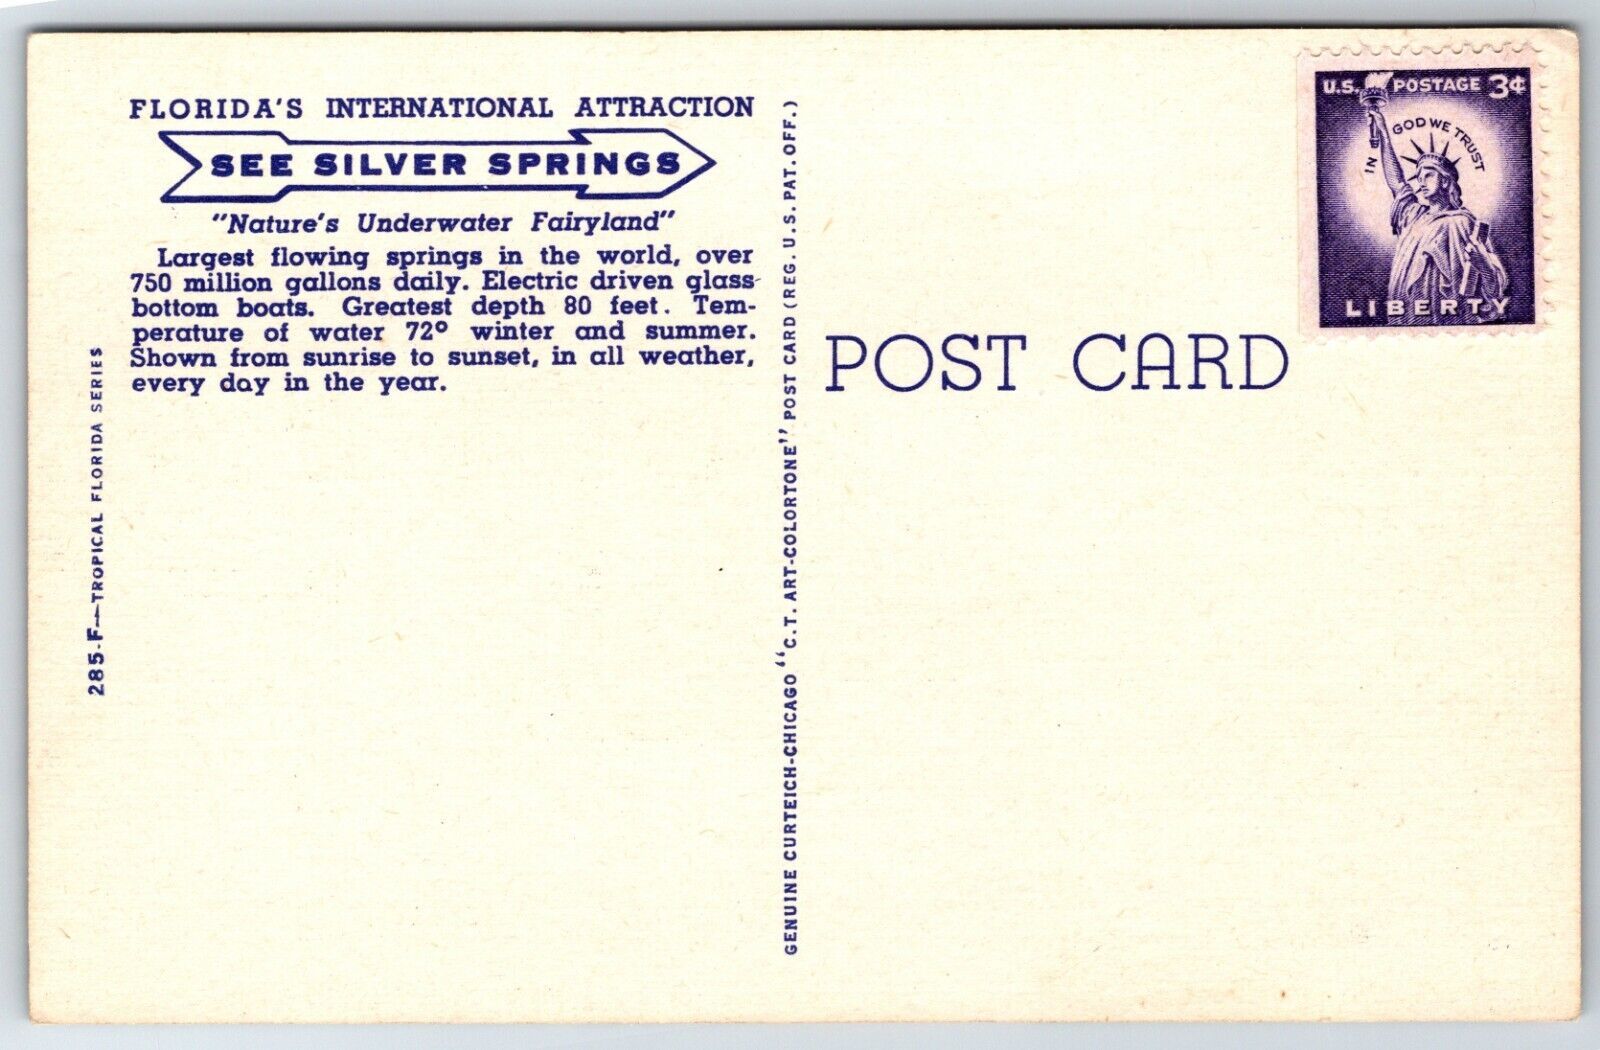 FLORIDA'S INTERNATIONAL ATTRACTION
SEE SILVER SPRINGS
"Nature's Underwater Fairyland"
Largest flowing springs in the world, over
750 million gallons daily. Electric driven glass-
bottom boats. Greatest depth 80 feet. Tem-
perature of water 72° winter and summer.
Shown from sunrise to sunset, in all weather,
every day in the year.
285-F—TROPICAL FLORIDA SERIES
GENUINE CURTEICH-CHICAGO "C.T. ART-COLORTONE" POST CARD (REG. U.S. PAT. OFF.)
POST CARD
U.S. POSTAGE 3¢
IN GOD WE TRUST
LIBERTY